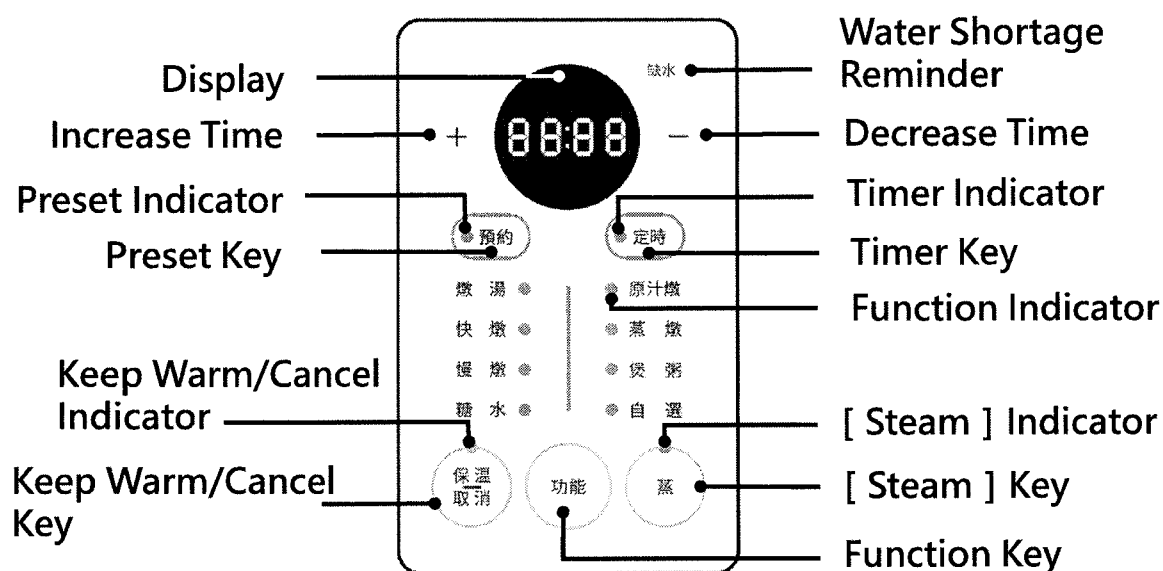 Display
Increase Time
Preset Indicator
Preset Key
Keep Warm/Cancel
Indicator
Keep Warm/Cancel
Key
缺水
+
88:88
−
預約
定時
燉湯
原汁燉
快燉
蒸燉
慢燉
煲粥
糖水
自選
保溫
取消
功能
蒸
Water Shortage
Reminder
Decrease Time
Timer Indicator
Timer Key
Function Indicator
[ Steam ] Indicator
[ Steam ] Key
Function Key